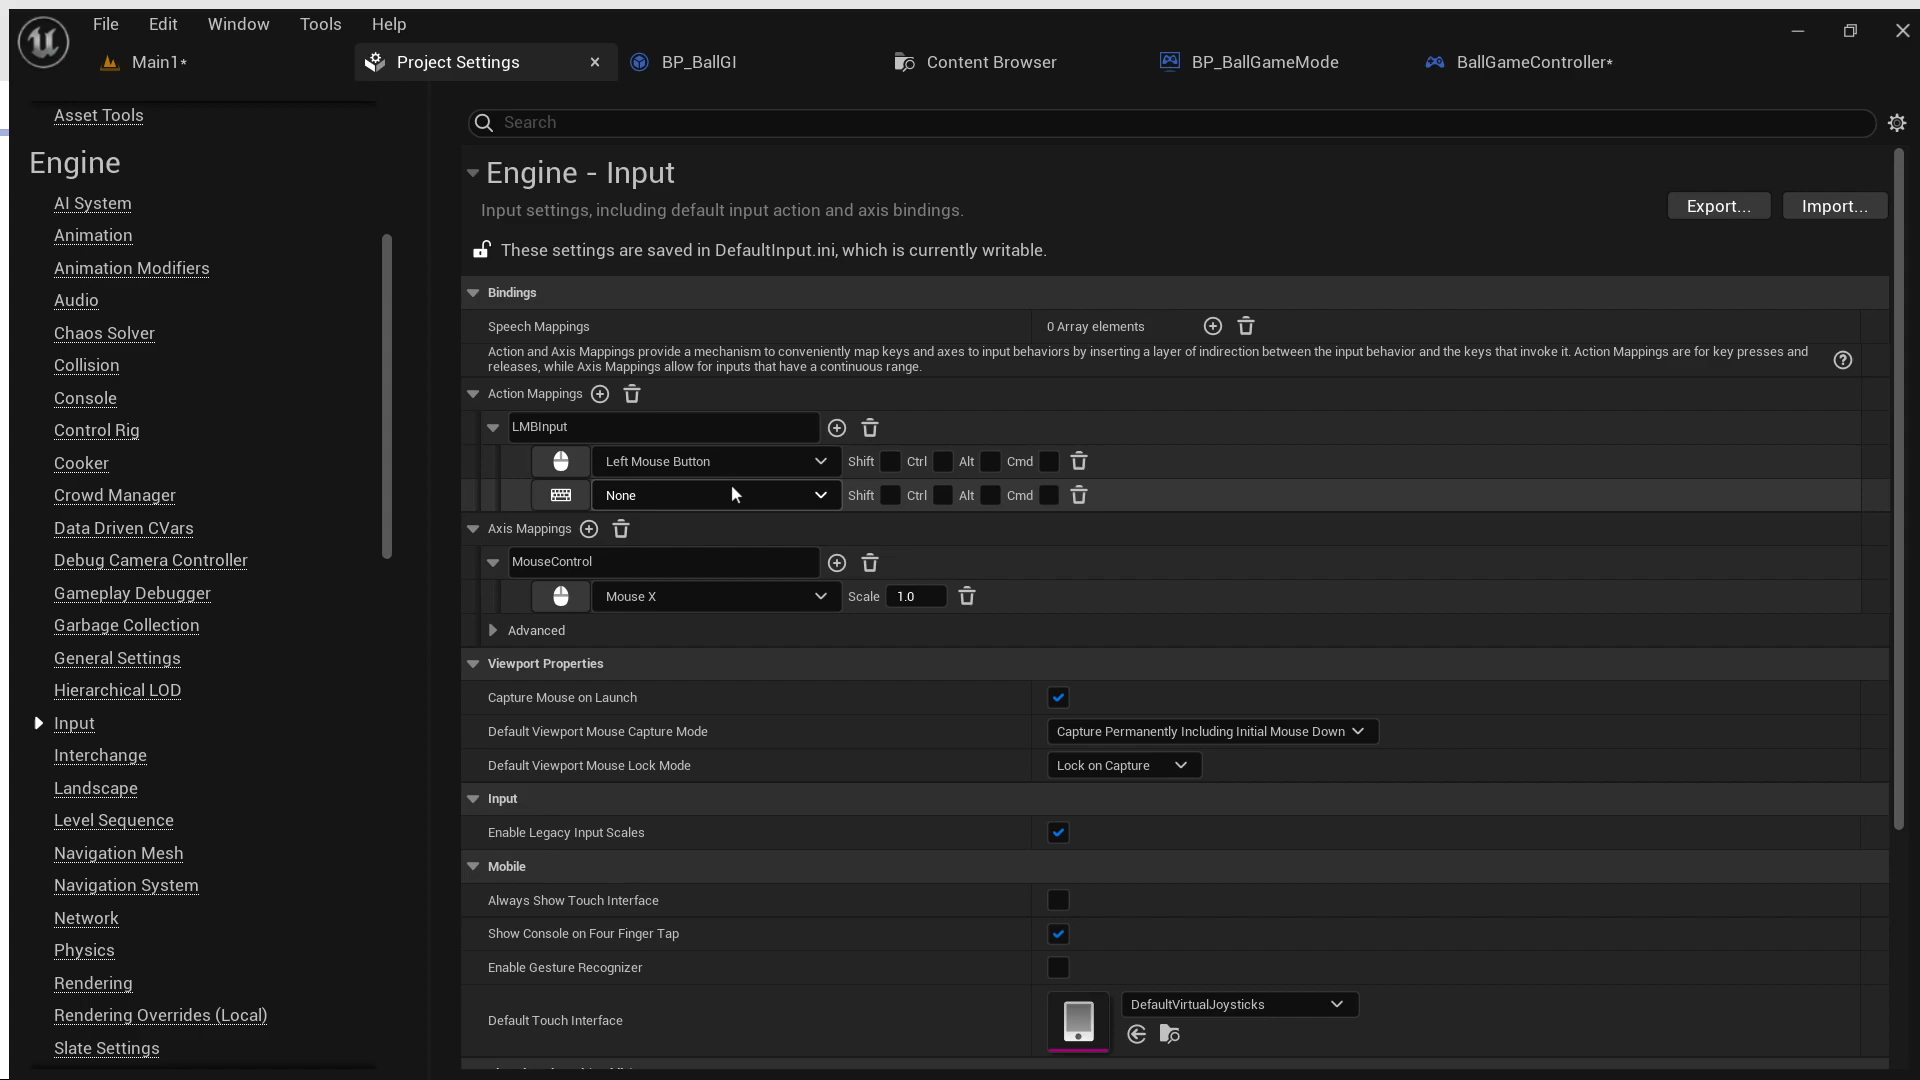 File Edit Window Tools Help
Main1* Project Settings BP_BallGI Content Browser BP_BallGameMode BallGameController*
Asset Tools
Engine
AI System
Animation
Animation Modifiers
Audio
Chaos Solver
Collision
Console
Control Rig
Cooker
Crowd Manager
Data Driven CVars
Debug Camera Controller
Gameplay Debugger
Garbage Collection
General Settings
Hierarchical LOD
Input
Interchange
Landscape
Level Sequence
Navigation Mesh
Navigation System
Network
Physics
Rendering
Rendering Overrides (Local)
Slate Settings
Search
Engine - Input
Input settings, including default input action and axis bindings.
Export... Import...
These settings are saved in DefaultInput.ini, which is currently writable.
Bindings
Speech Mappings 0 Array elements
Action and Axis Mappings provide a mechanism to conveniently map keys and axes to input behaviors by inserting a layer of indirection between the input behavior and the keys that invoke it. Action Mappings are for key presses and
releases, while Axis Mappings allow for inputs that have a continuous range.
Action Mappings
LMBInput
Left Mouse Button Shift Ctrl Alt Cmd
None Shift Ctrl Alt Cmd
Axis Mappings
MouseControl
Mouse X Scale 1.0
Advanced
Viewport Properties
Capture Mouse on Launch
Default Viewport Mouse Capture Mode Capture Permanently Including Initial Mouse Down
Default Viewport Mouse Lock Mode Lock on Capture
Input
Enable Legacy Input Scales
Mobile
Always Show Touch Interface
Show Console on Four Finger Tap
Enable Gesture Recognizer
Default Touch Interface DefaultVirtualJoysticks